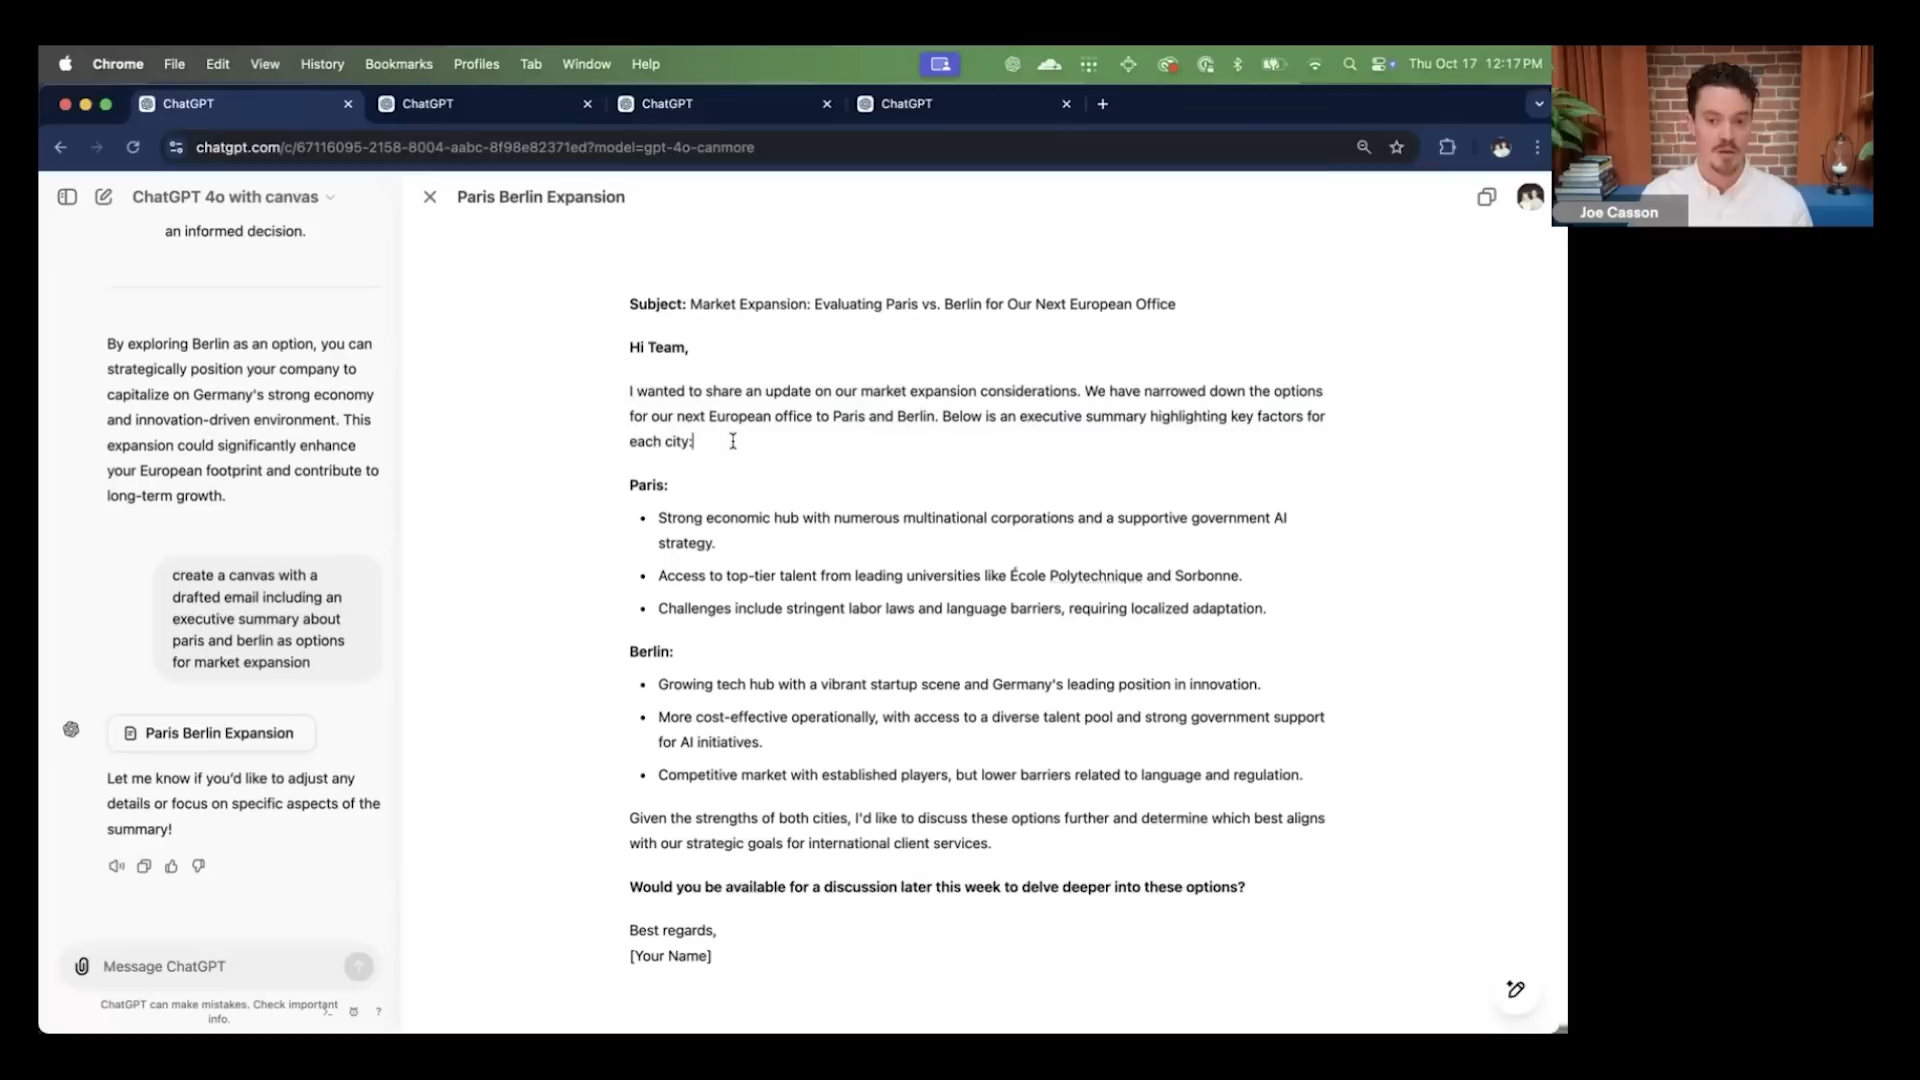 Chrome File Edit View History Bookmarks Profiles Tab Window Help Thu Oct 17 12:17 PM
ChatGPT ChatGPT ChatGPT ChatGPT
chatgpt.com/c/67116095-2158-8004-aabc-8f98e82371ed?model=gpt-4o-canmore
Joe Casson
ChatGPT 4o with canvas
an informed decision.
By exploring Berlin as an option, you can
strategically position your company to
capitalize on Germany's strong economy
and innovation-driven environment. This
expansion could significantly enhance
your European footprint and contribute to
long-term growth.
create a canvas with a
drafted email including an
executive summary about
paris and berlin as options
for market expansion
Paris Berlin Expansion
Let me know if you'd like to adjust any
details or focus on specific aspects of the
summary!
Message ChatGPT
ChatGPT can make mistakes. Check important
info.
?
Paris Berlin Expansion
Subject: Market Expansion: Evaluating Paris vs. Berlin for Our Next European Office
Hi Team,
I wanted to share an update on our market expansion considerations. We have narrowed down the options
for our next European office to Paris and Berlin. Below is an executive summary highlighting key factors for
each city:
Paris:
• Strong economic hub with numerous multinational corporations and a supportive government AI
strategy.
• Access to top-tier talent from leading universities like École Polytechnique and Sorbonne.
• Challenges include stringent labor laws and language barriers, requiring localized adaptation.
Berlin:
• Growing tech hub with a vibrant startup scene and Germany's leading position in innovation.
• More cost-effective operationally, with access to a diverse talent pool and strong government support
for AI initiatives.
• Competitive market with established players, but lower barriers related to language and regulation.
Given the strengths of both cities, I'd like to discuss these options further and determine which best aligns
with our strategic goals for international client services.
Would you be available for a discussion later this week to delve deeper into these options?
Best regards,
[Your Name]